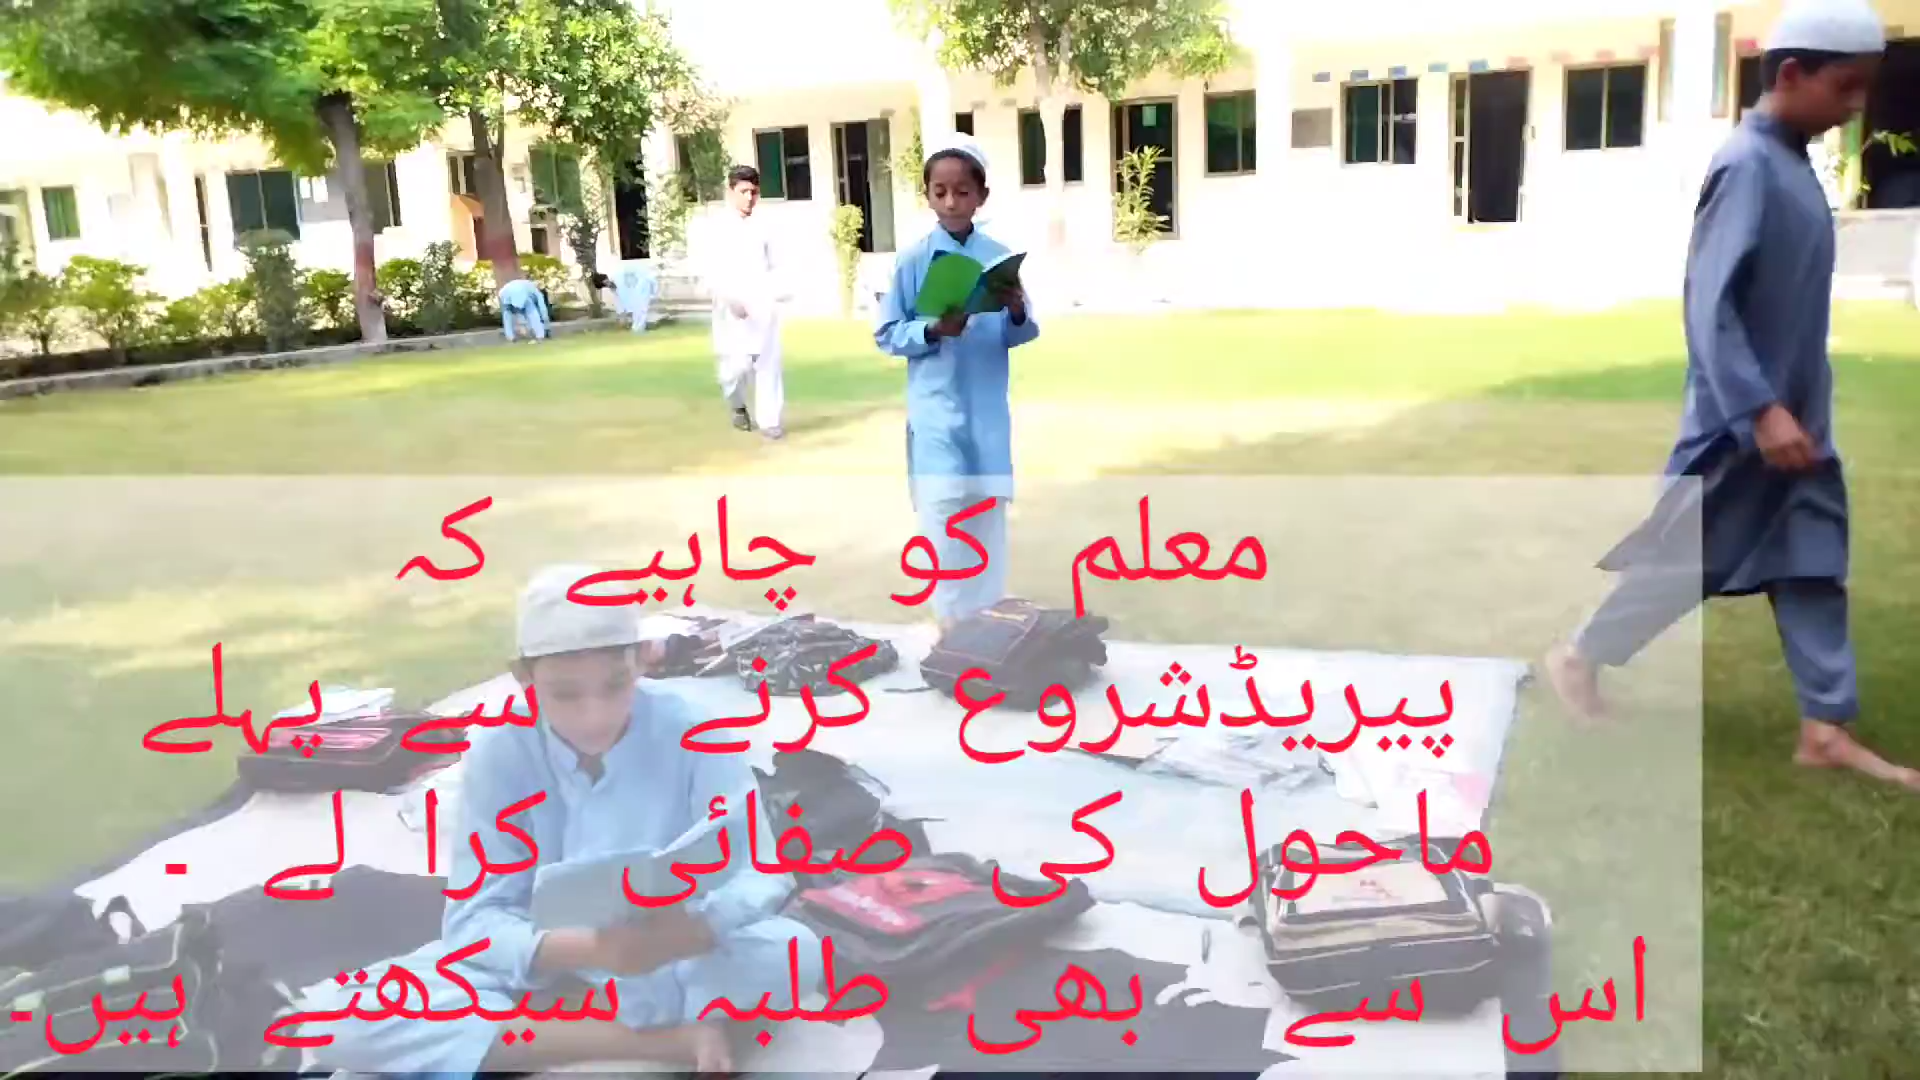 معلم کو چاہیے کہ
پیریڈشروع کرنے سے پہلے
ماحول کی صفائی کرا لے ۔
اس سے بھی طلبہ سیکھتے ہیں۔